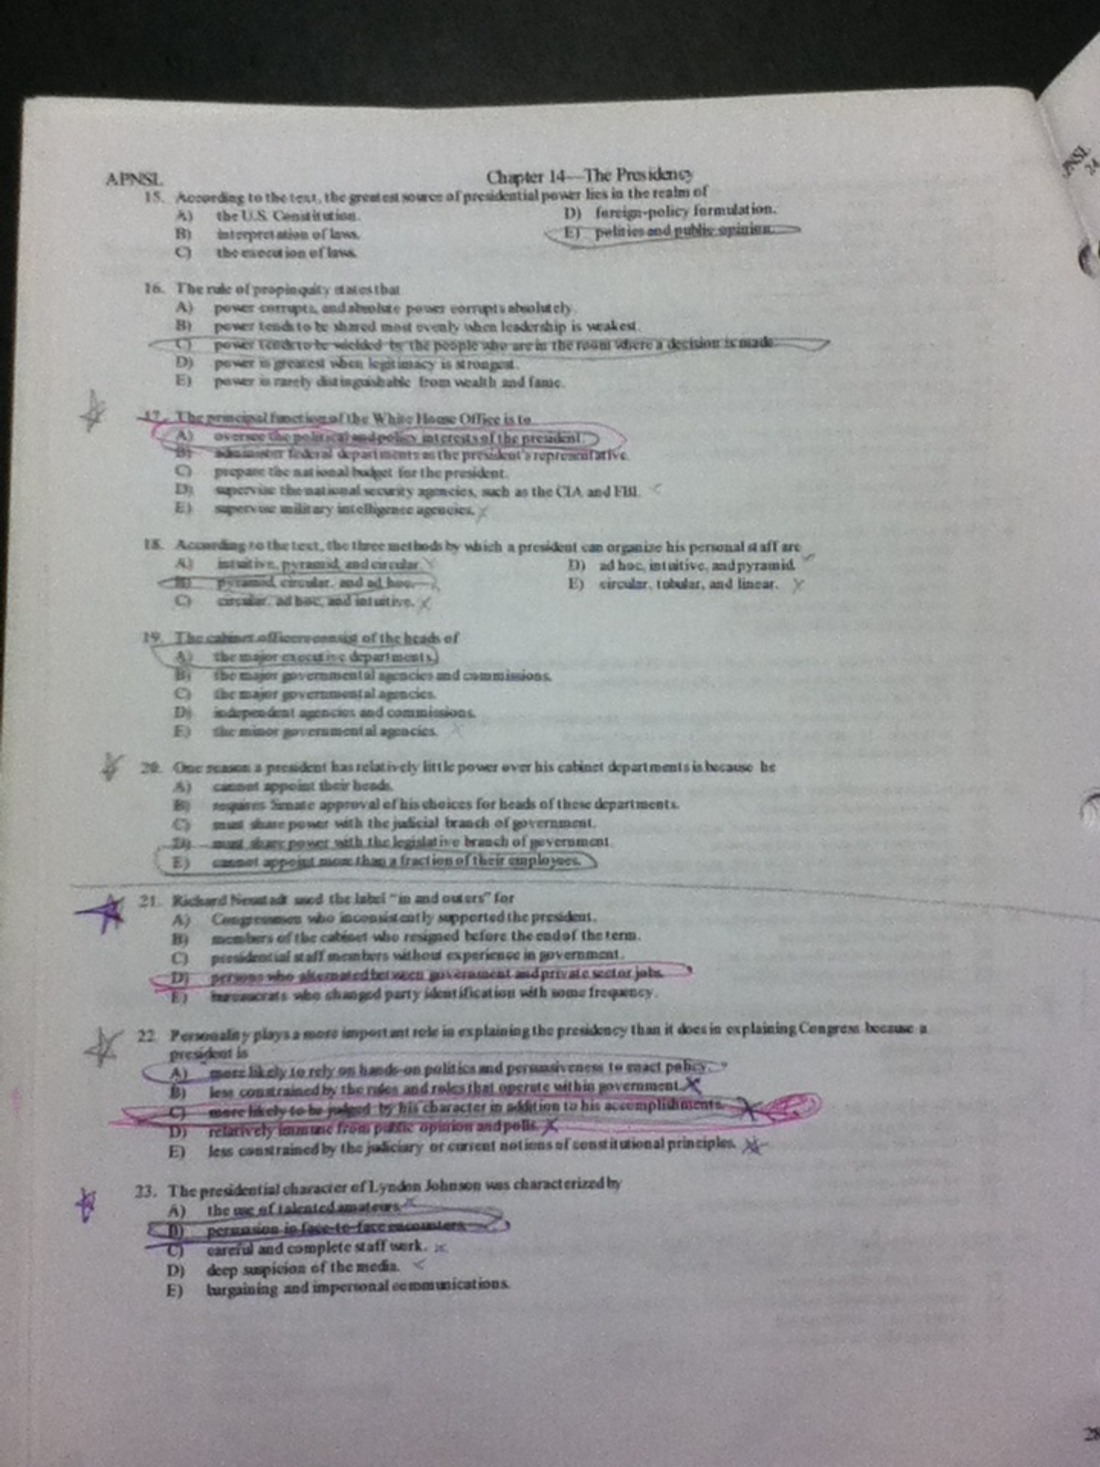 APNSL Chapter 14—The Presidency
15. According to the text, the greatest source of presidential power lies in the realm of
A) the U.S. Constitution. D) foreign-policy formulation.
B) interpretation of laws. E) politics and public opinion.
C) the execution of laws.
16. The rule of propinquity states that
A) power corrupts, and absolute power corrupts absolutely.
B) power tends to be shared most evenly when leadership is weakest.
C) power tends to be wielded by the people who are in the room where a decision is made.
D) power is greatest when legitimacy is strongest.
E) power is rarely distinguishable from wealth and fame.
17. The principal function of the White House Office is to
A) oversee the political and policy interests of the president.
B) administer federal departments as the president's representative.
C) prepare the national budget for the president.
D) supervise the national security agencies, such as the CIA and FBI.
E) supervise military intelligence agencies.
18. According to the text, the three methods by which a president can organize his personal staff are
A) intuitive, pyramid, and circular. D) ad hoc, intuitive, and pyramid.
B) pyramid, circular, and ad hoc. E) circular, tubular, and linear.
C) circular, ad hoc, and intuitive.
19. The cabinet officers consist of the heads of
A) the major executive departments.
B) the major governmental agencies and commissions.
C) the major governmental agencies.
D) independent agencies and commissions.
E) the minor governmental agencies.
20. One reason a president has relatively little power over his cabinet departments is because he
A) cannot appoint their heads.
B) requires Senate approval of his choices for heads of these departments.
C) must share power with the judicial branch of government.
D) must share power with the legislative branch of government.
E) cannot appoint more than a fraction of their employees.
21. Richard Neustadt used the label "in and outers" for
A) Congressmen who inconsistently supported the president.
B) members of the cabinet who resigned before the end of the term.
C) presidential staff members without experience in government.
D) persons who alternated between government and private sector jobs.
E) bureaucrats who changed party identification with some frequency.
22. Personality plays a more important role in explaining the presidency than it does in explaining Congress because a
president is
A) more likely to rely on hands-on politics and persuasiveness to enact policy.
B) less constrained by the rules and roles that operate within government.
C) more likely to be judged by his character in addition to his accomplishments.
D) relatively immune from public opinion and polls.
E) less constrained by the judiciary or current notions of constitutional principles.
23. The presidential character of Lyndon Johnson was characterized by
A) the use of talented amateurs.
B) persuasion in face-to-face encounters.
C) careful and complete staff work.
D) deep suspicion of the media.
E) bargaining and impersonal communications.